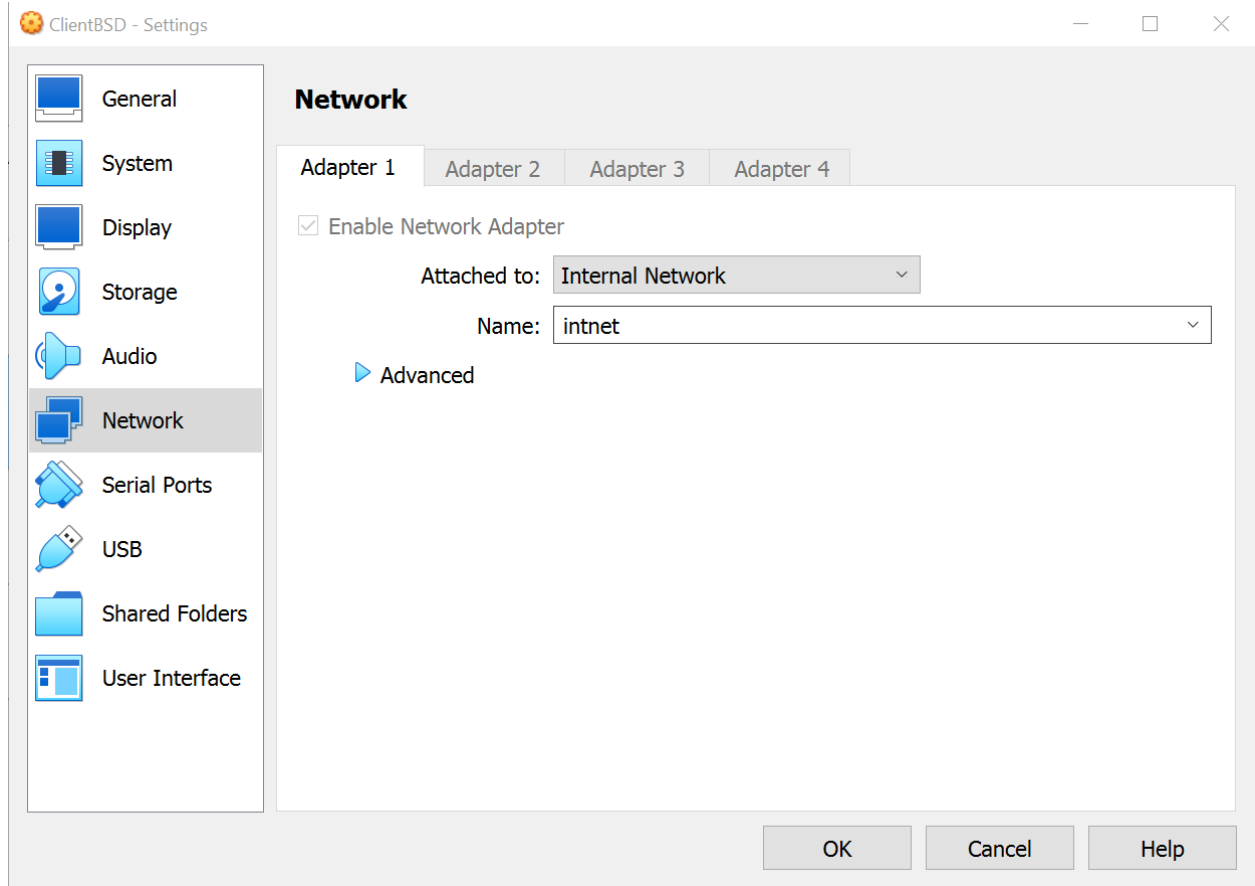 ClientBSD - Settings
General
System
Display
Storage
Audio
Network
Serial Ports
USB
Shared Folders
User Interface
Network
Adapter 1 Adapter 2 Adapter 3 Adapter 4
Enable Network Adapter
Attached to: Internal Network
Name: intnet
Advanced
OK Cancel Help